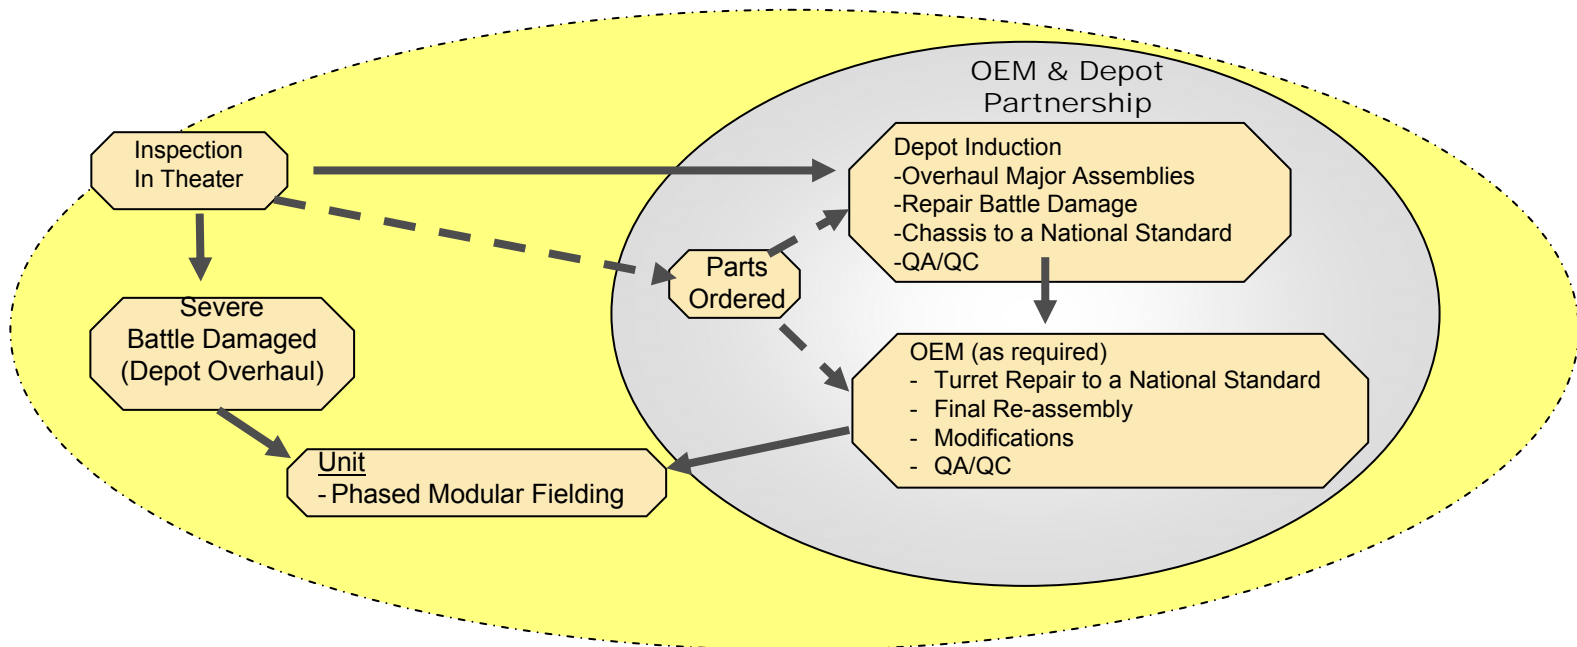 OEM & Depot
Partnership
Inspection
In Theater
Depot Induction
-Overhaul Major Assemblies
-Repair Battle Damage
-Chassis to a National Standard
-QA/QC
Parts
Ordered
Severe
Battle Damaged
(Depot Overhaul)
OEM (as required)
- Turret Repair to a National Standard
- Final Re-assembly
- Modifications
- QA/QC
Unit
- Phased Modular Fielding